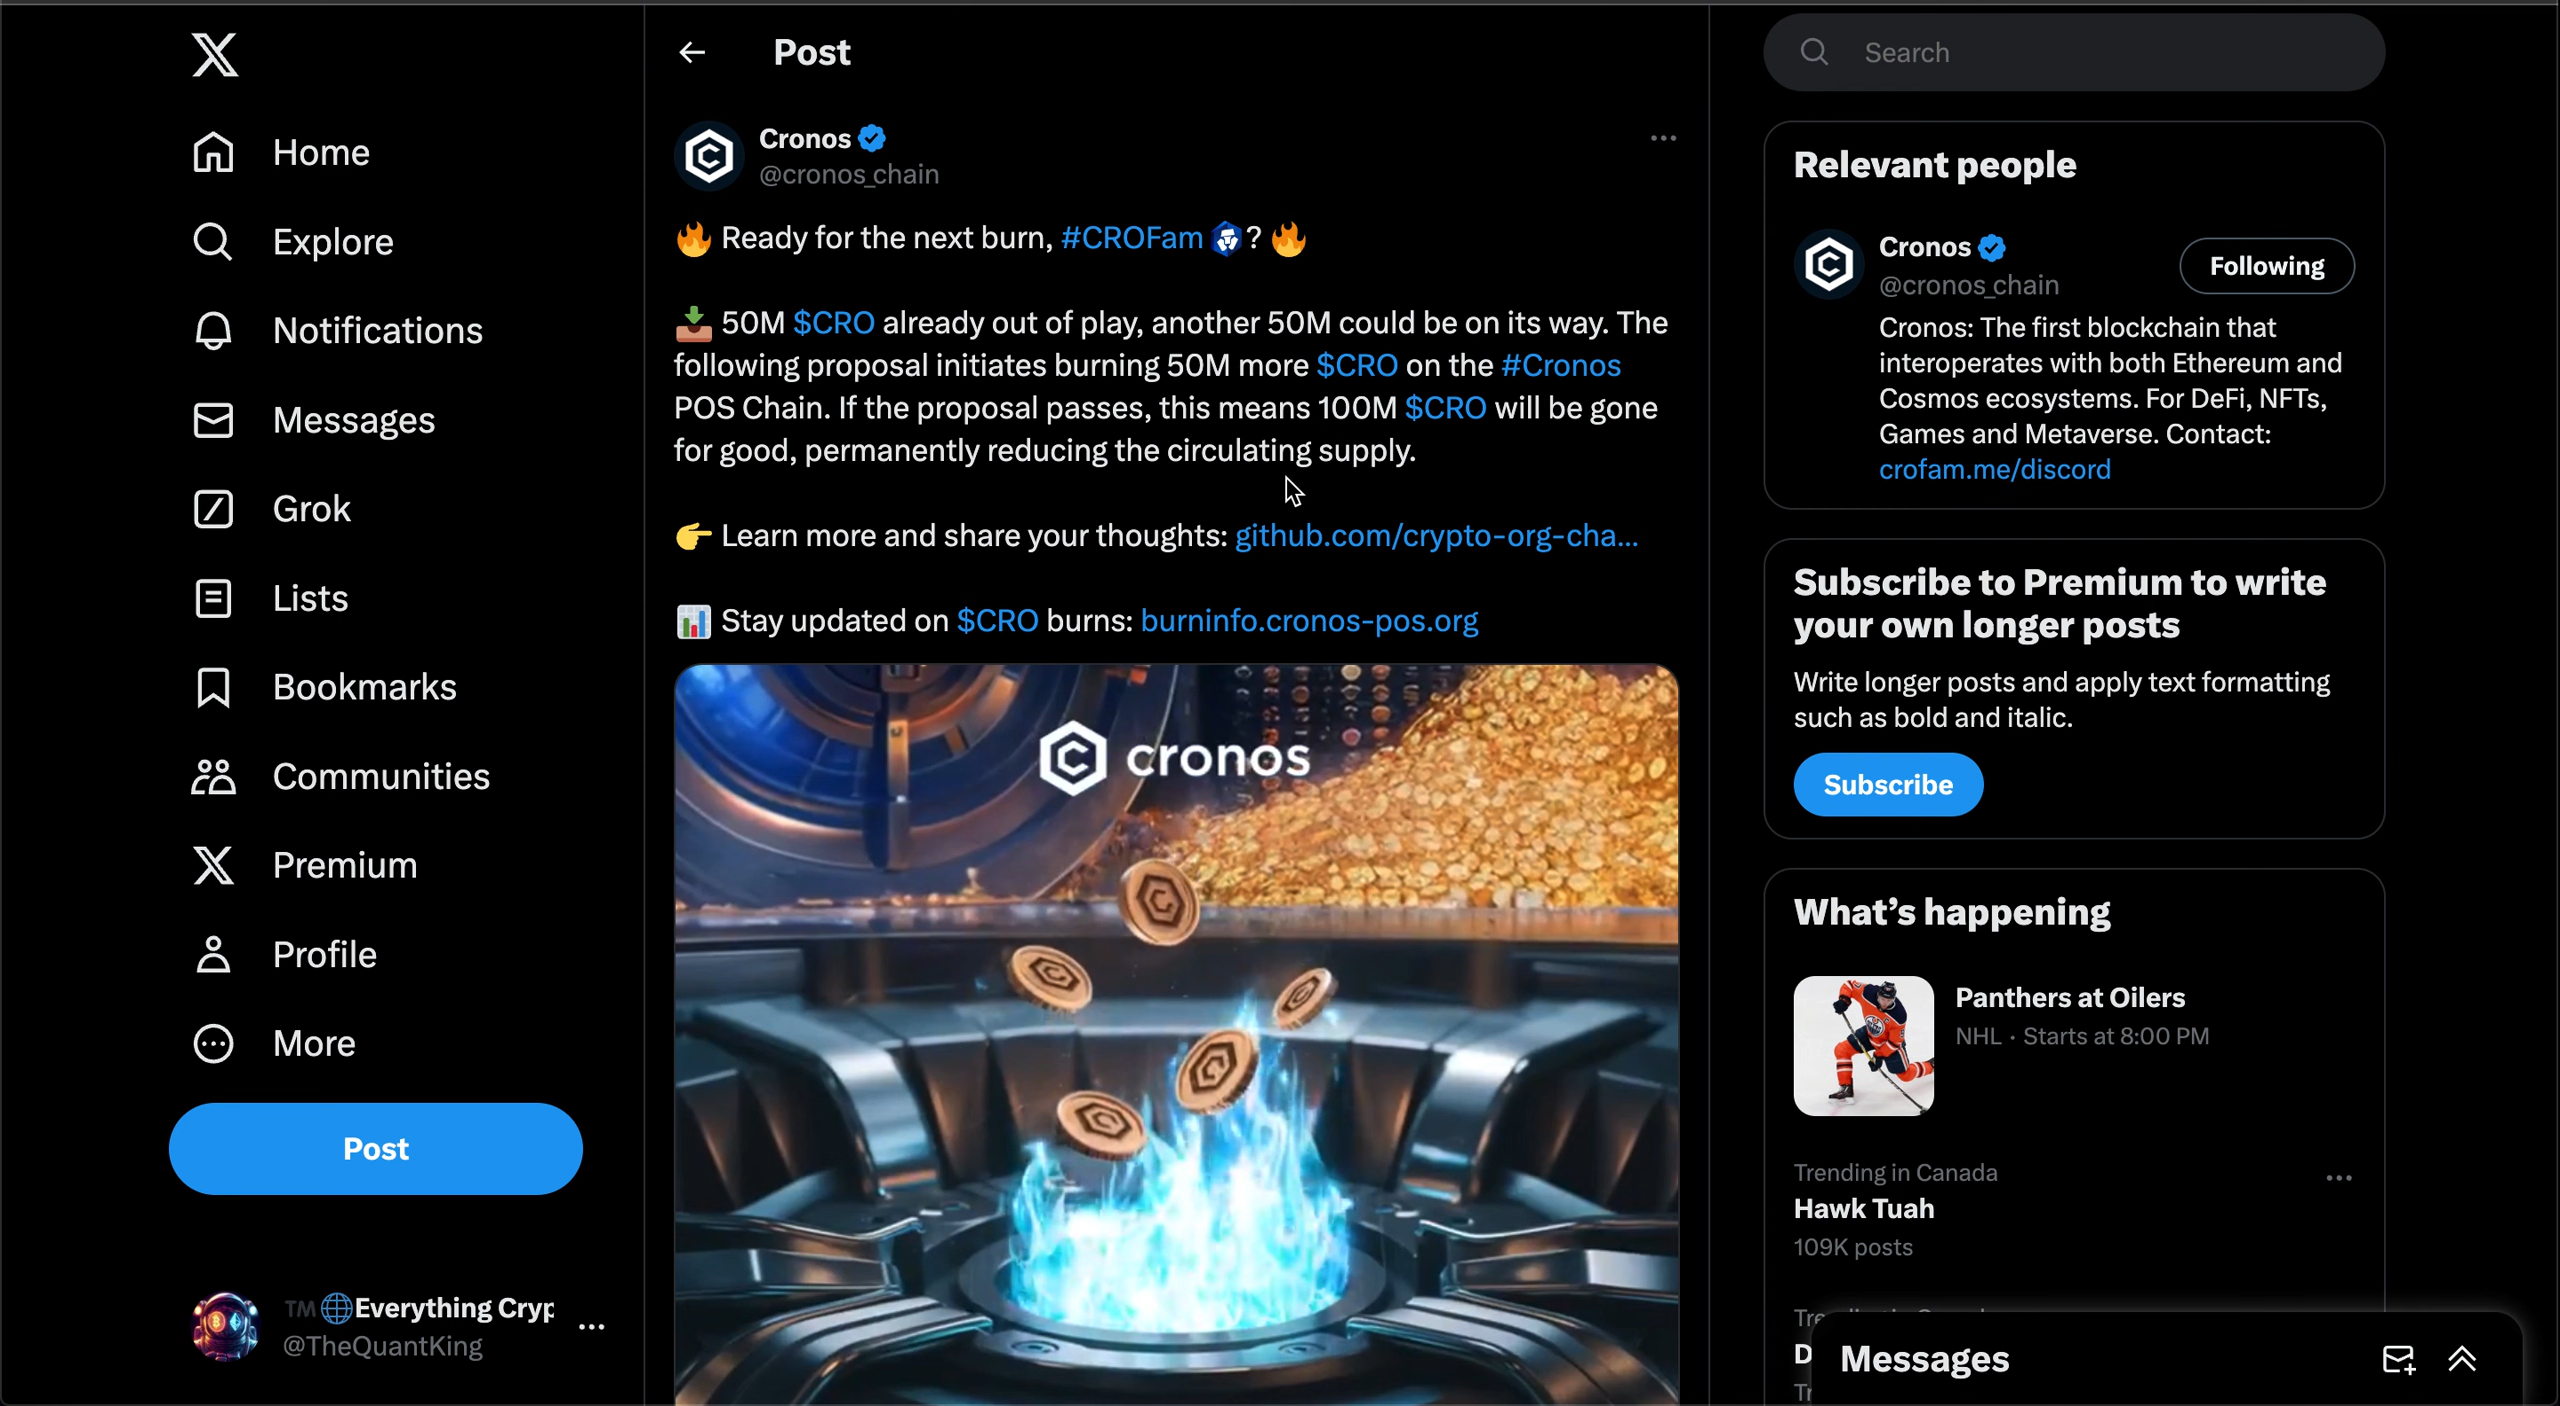 Home
Explore
Notifications
Messages
Grok
Lists
Bookmarks
Communities
Premium
Profile
More
Post
TM🌐Everything Cryp
@TheQuantKing
Post
Cronos
@cronos_chain
🔥 Ready for the next burn, #CROFam ? 🔥
📥 50M $CRO already out of play, another 50M could be on its way. The
following proposal initiates burning 50M more $CRO on the #Cronos
POS Chain. If the proposal passes, this means 100M $CRO will be gone
for good, permanently reducing the circulating supply.
👉 Learn more and share your thoughts: github.com/crypto-org-cha...
📊 Stay updated on $CRO burns: burninfo.cronos-pos.org
cronos
Search
Relevant people
Cronos
@cronos_chain
Following
Cronos: The first blockchain that
interoperates with both Ethereum and
Cosmos ecosystems. For DeFi, NFTs,
Games and Metaverse. Contact:
crofam.me/discord
Subscribe to Premium to write
your own longer posts
Write longer posts and apply text formatting
such as bold and italic.
Subscribe
What's happening
Panthers at Oilers
NHL · Starts at 8:00 PM
Trending in Canada
Hawk Tuah
109K posts
Messages